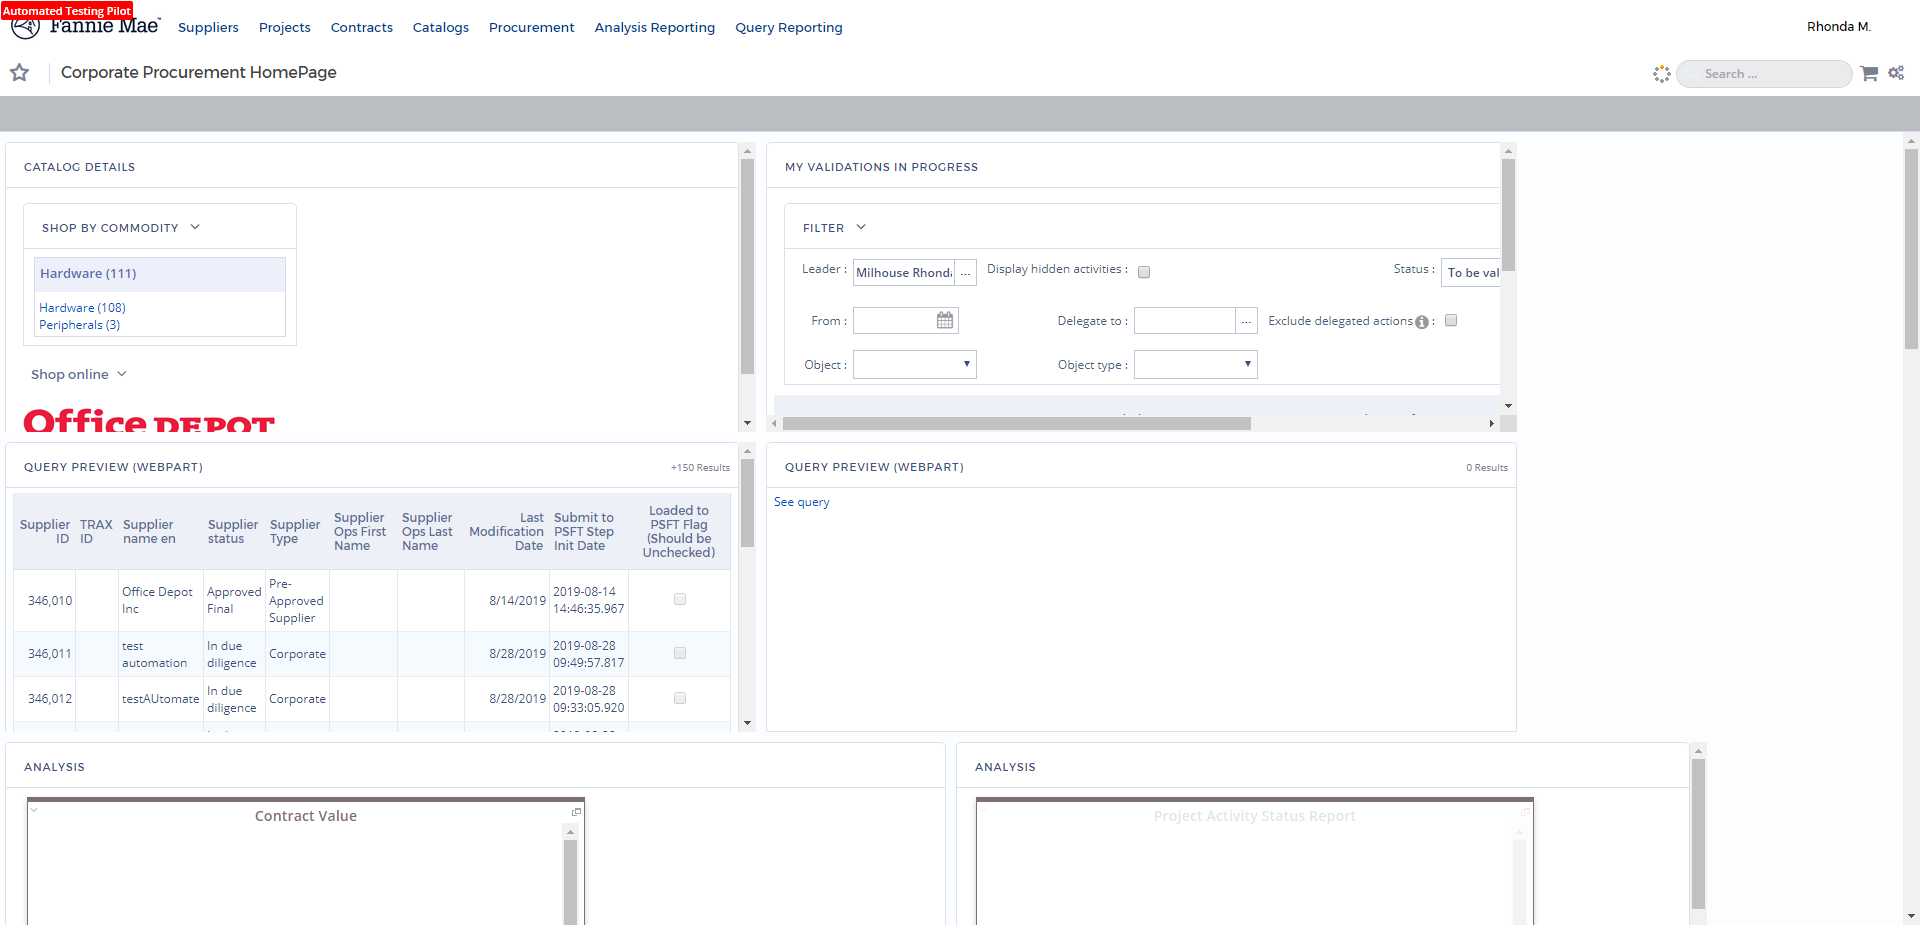 Automated Testing Pilot
Fannie Mae
Suppliers Projects Contracts Catalogs Procurement Analysis Reporting Query Reporting
Rhonda M.
Corporate Procurement HomePage
Search ...
CATALOG DETAILS
SHOP BY COMMODITY
Hardware (111)
Hardware (108)
Peripherals (3)
Shop online
Office DEPOT
MY VALIDATIONS IN PROGRESS
FILTER
Leader : Milhouse Rhond ... Display hidden activities : Status : To be val
From : Delegate to : ... Exclude delegated actions :
Object : Object type :
QUERY PREVIEW (WEBPART) +150 Results
Supplier ID TRAX ID Supplier name en Supplier status Supplier Type Supplier Ops First Name Supplier Ops Last Name Last Modification Date Submit to PSFT Step Init Date Loaded to PSFT Flag (Should be Unchecked)
346,010 Office Depot Inc Approved Final Pre-Approved Supplier 8/14/2019 2019-08-14 14:46:35.967
346,011 test automation In due diligence Corporate 8/28/2019 2019-08-28 09:49:57.817
346,012 testAUtomate In due diligence Corporate 8/28/2019 2019-08-28 09:33:05.920
QUERY PREVIEW (WEBPART) 0 Results
See query
ANALYSIS
Contract Value
ANALYSIS
Project Activity Status Report